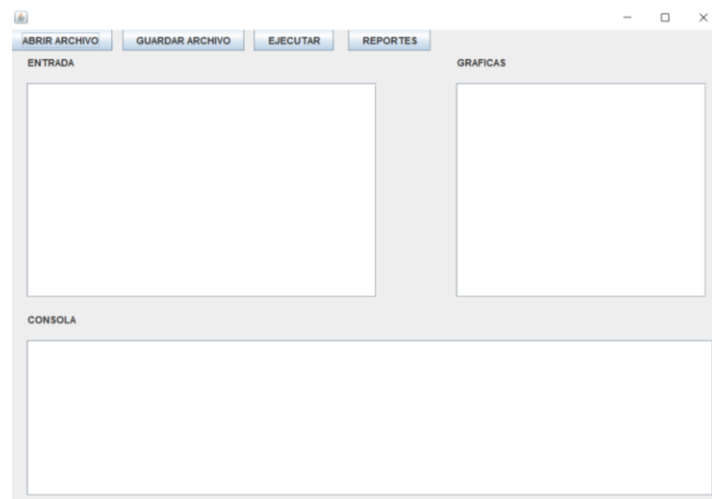 ABRIR ARCHIVO GUARDAR ARCHIVO EJECUTAR REPORTES
ENTRADA GRAFICAS
CONSOLA